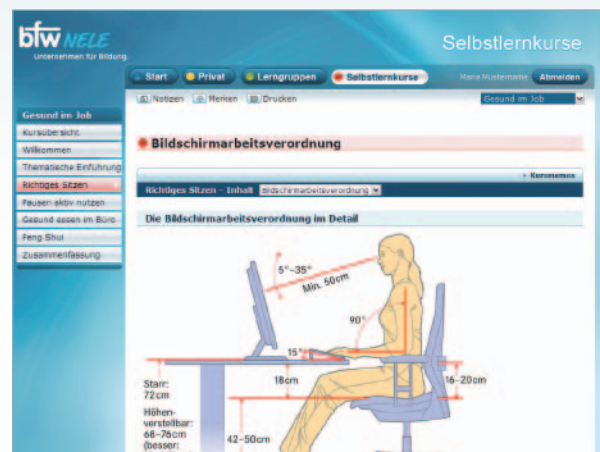 bfw NELE
Unternehmen für Bildung.
Selbstlernkurse
Start
Privat
Lerngruppen
Selbstlernkurse
Maria Mustername
Abmelden
Notizen
Merken
Drucken
Gesund im Job
Gesund im Job
Kursübersicht
Willkommen
Thematische Einführung
Richtiges Sitzen
Pausen aktiv nutzen
Gesund essen im Büro
Feng Shui
Zusammenfassung
Bildschirmarbeitsverordnung
Kursnamen
Richtiges Sitzen - Inhalt
Bildschirmarbeitsverordnung
Die Bildschirmarbeitsverordnung im Detail
5°–35°
Min. 50cm
90°
15°
Starr:
72cm
18cm
16–20cm
Höhen-
verstellbar:
68–76cm
(besser:
42–50cm